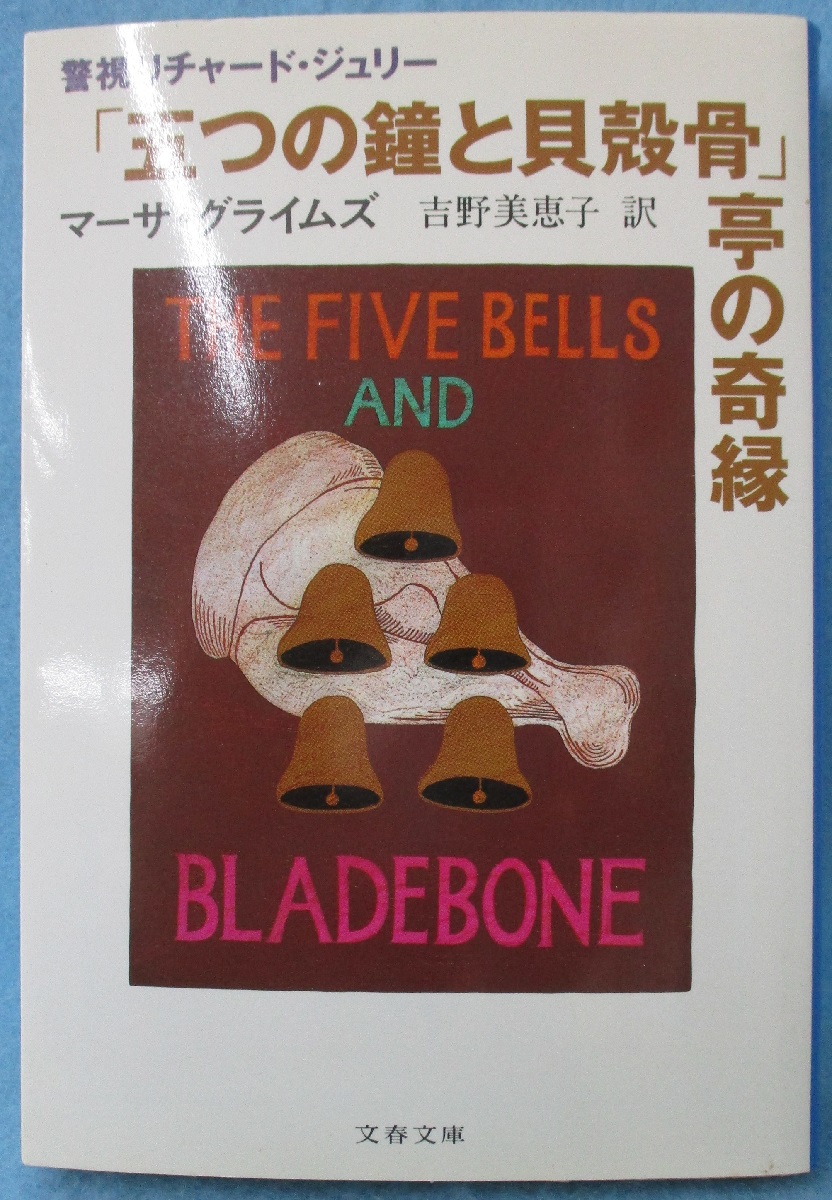 警視リチャード・ジュリー
「五つの鐘と貝殻骨」
亭の奇縁
マーサ・グライムズ 吉野美恵子 訳
THE FIVE BELLS
AND
BLADEBONE
文春文庫